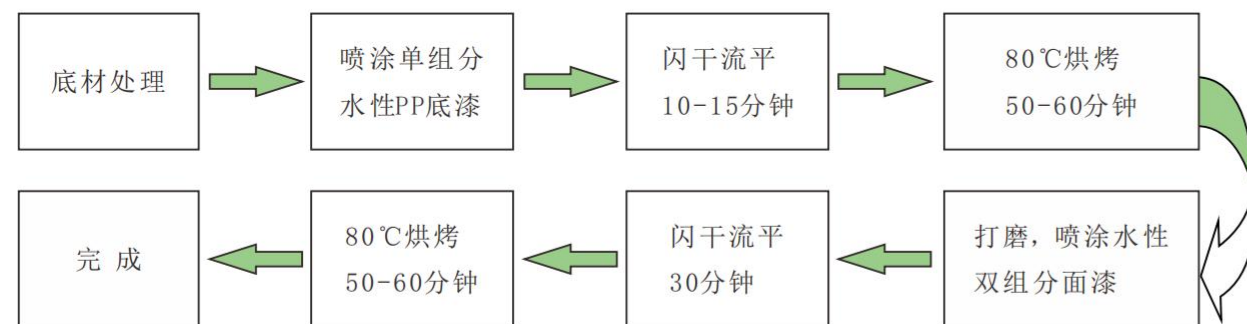 底材处理
喷涂单组分
水性PP底漆
闪干流平
10-15分钟
80℃烘烤
50-60分钟
打磨，喷涂水性
双组分面漆
闪干流平
30分钟
80℃烘烤
50-60分钟
完 成